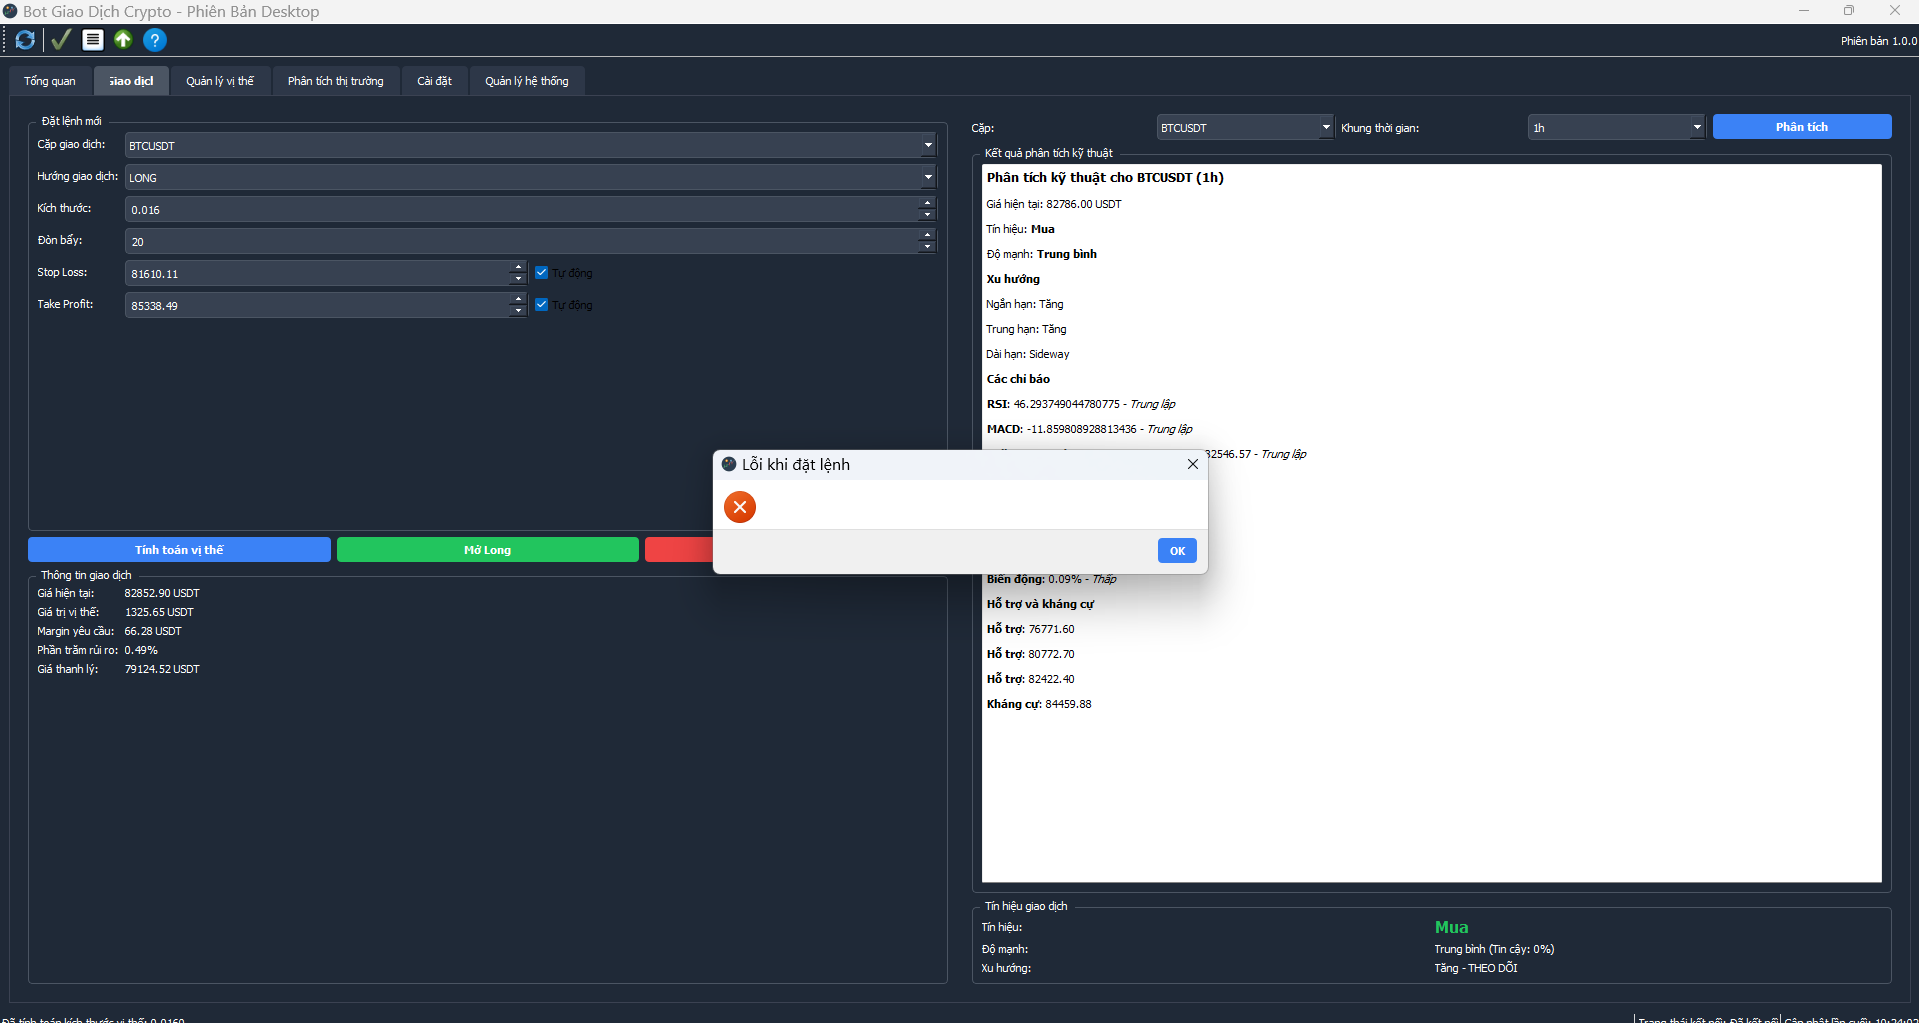 Bot Giao Dịch Crypto - Phiên Bản Desktop
Phiên bản 1.0.0
Tổng quan
Giao dịch
Quản lý vị thế
Phân tích thị trường
Cài đặt
Quản lý hệ thống
Đặt lệnh mới
Cặp giao dịch: BTCUSDT
Hướng giao dịch: LONG
Kích thước: 0.016
Đòn bẩy: 20
Stop Loss: 81610.11 Tự động
Take Profit: 85338.49 Tự động
Tính toán vị thế
Mở Long
Thông tin giao dịch
Giá hiện tại: 82852.90 USDT
Giá trị vị thế: 1325.65 USDT
Margin yêu cầu: 66.28 USDT
Phần trăm rủi ro: 0.49%
Giá thanh lý: 79124.52 USDT
Cặp: BTCUSDT Khung thời gian: 1h Phân tích
Kết quả phân tích kỹ thuật
Phân tích kỹ thuật cho BTCUSDT (1h)
Giá hiện tại: 82786.00 USDT
Tín hiệu: Mua
Độ mạnh: Trung bình
Xu hướng
Ngắn hạn: Tăng
Trung hạn: Tăng
Dài hạn: Sideway
Các chỉ báo
RSI: 46.293749044780775 - Trung lập
MACD: -11.859808928813436 - Trung lập
32546.57 - Trung lập
Lỗi khi đặt lệnh
OK
Biến động: 0.09% - Thấp
Hỗ trợ và kháng cự
Hỗ trợ: 76771.60
Hỗ trợ: 80772.70
Hỗ trợ: 82422.40
Kháng cự: 84459.88
Tín hiệu giao dịch
Tín hiệu: Mua
Độ mạnh: Trung bình (Tin cậy: 0%)
Xu hướng: Tăng - THEO DÕI
Đã tính toán kích thước vị thế: 0.0160
Trạng thái kết nối: Đã kết nối
Cập nhật lần cuối: 10:24:02